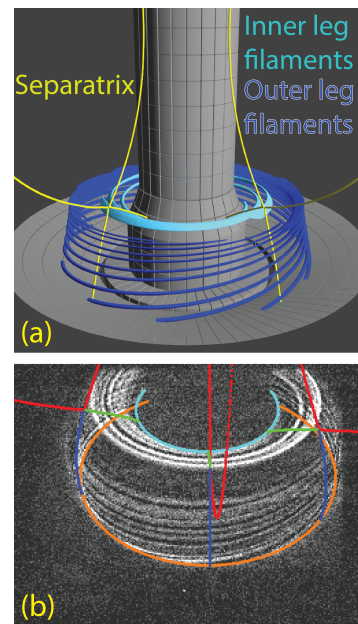 Inner leg
filaments
Separatrix
Outer leg
filaments
(a)
(b)